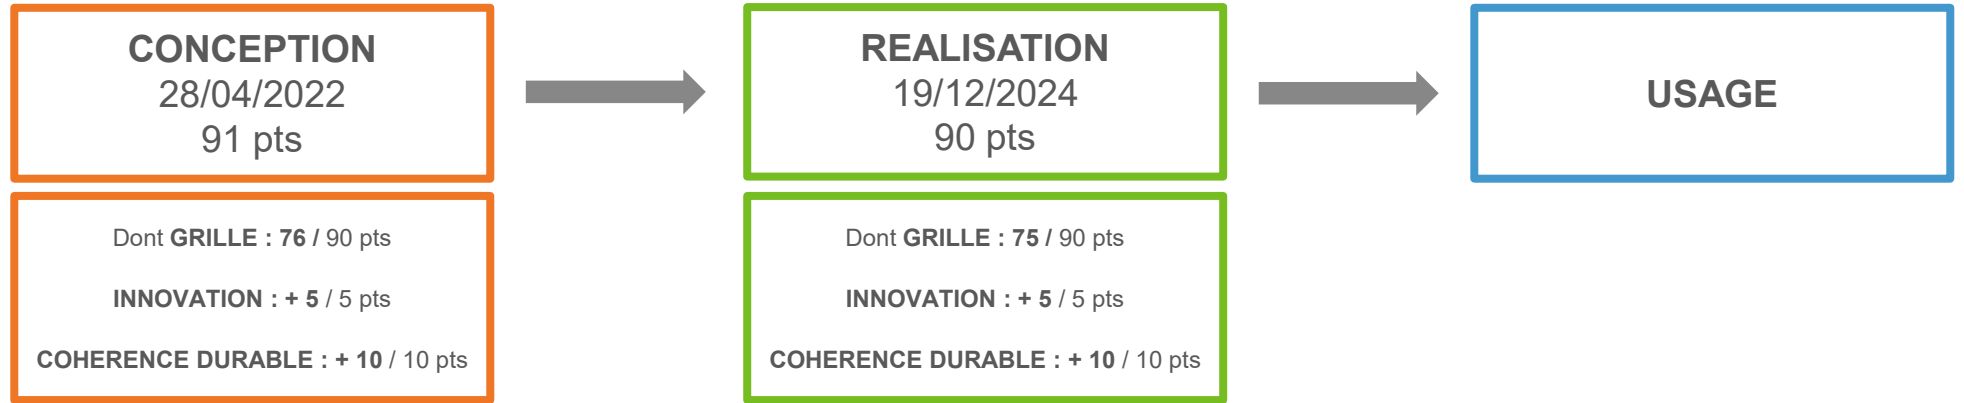 CONCEPTION
28/04/2022
91 pts
Dont GRILLE : 76 / 90 pts
INNOVATION : + 5 / 5 pts
COHERENCE DURABLE : + 10 / 10 pts
REALISATION
19/12/2024
90 pts
Dont GRILLE : 75 / 90 pts
INNOVATION : + 5 / 5 pts
COHERENCE DURABLE : + 10 / 10 pts
USAGE